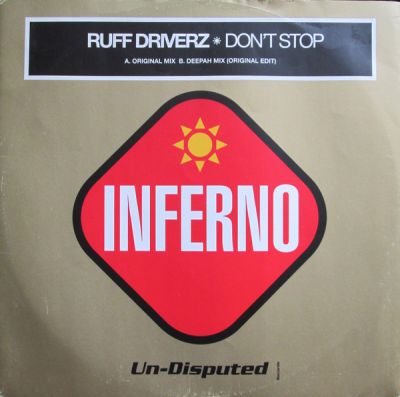 RUFF DRIVERZ ✳ DON'T STOP
A. ORIGINAL MIX B. DEEPAH MIX (ORIGINAL EDIT)
INFERNO
Un-Disputed